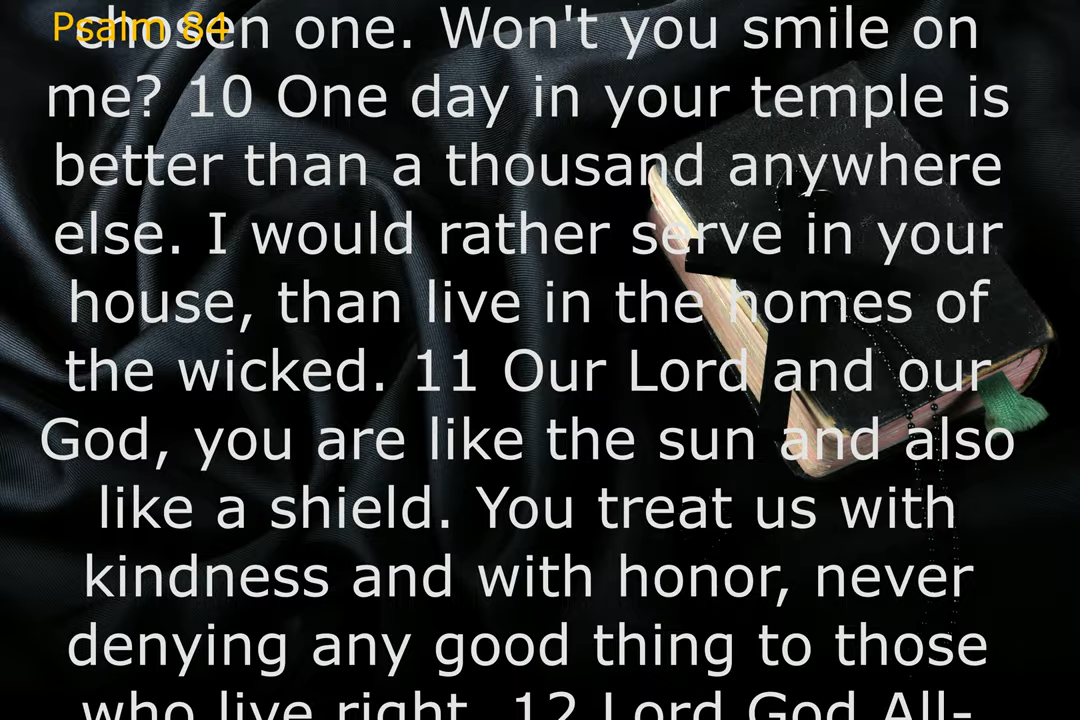 Psalm 84
chosen one. Won't you smile on
me? 10 One day in your temple is
better than a thousand anywhere
else. I would rather serve in your
house, than live in the homes of
the wicked. 11 Our Lord and our
God, you are like the sun and also
like a shield. You treat us with
kindness and with honor, never
denying any good thing to those
who live right. 12 Lord God All-